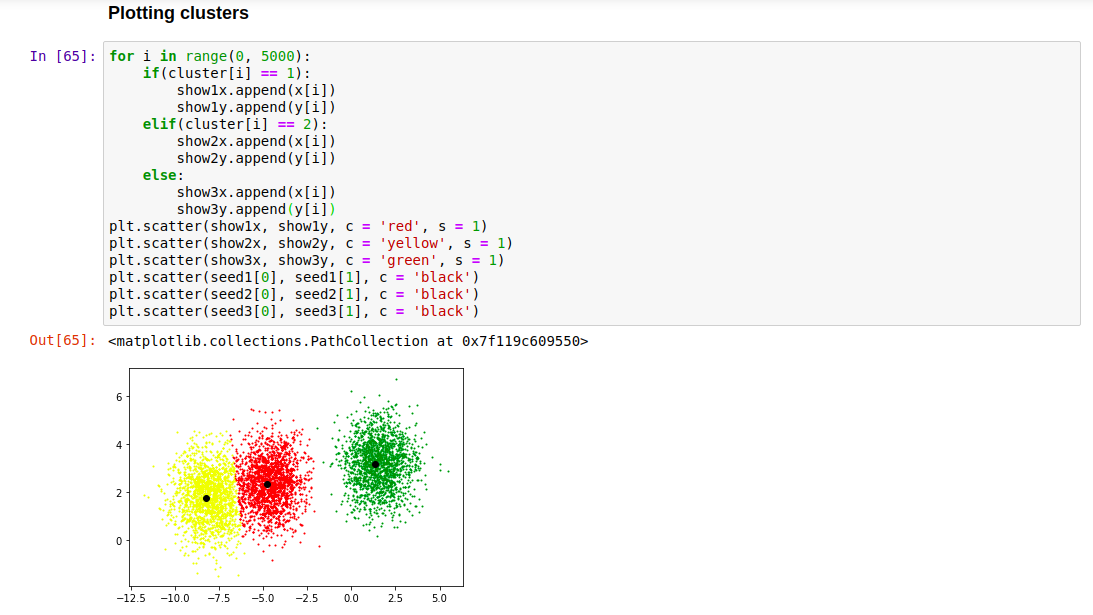 Plotting clusters
In [65]: for i in range(0, 5000):
    if(cluster[i] == 1):
        show1x.append(x[i])
        show1y.append(y[i])
    elif(cluster[i] == 2):
        show2x.append(x[i])
        show2y.append(y[i])
    else:
        show3x.append(x[i])
        show3y.append(y[i])
plt.scatter(show1x, show1y, c = 'red', s = 1)
plt.scatter(show2x, show2y, c = 'yellow', s = 1)
plt.scatter(show3x, show3y, c = 'green', s = 1)
plt.scatter(seed1[0], seed1[1], c = 'black')
plt.scatter(seed2[0], seed2[1], c = 'black')
plt.scatter(seed3[0], seed3[1], c = 'black')
Out[65]: <matplotlib.collections.PathCollection at 0x7f119c609550>
6
4
2
0
−12.5 −10.0 −7.5 −5.0 −2.5 0.0 2.5 5.0